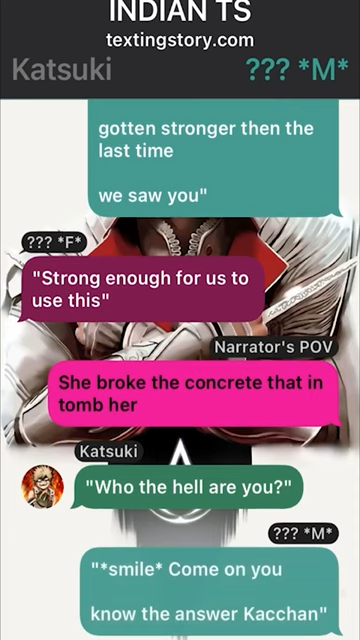 INDIAN TS
textingstory.com
Katsuki
??? *M*
gotten stronger then the
last time
we saw you"
??? *F*
"Strong enough for us to
use this"
Narrator's POV
She broke the concrete that in
tomb her
Katsuki
"Who the hell are you?"
??? *M*
"*smile* Come on you
know the answer Kacchan"